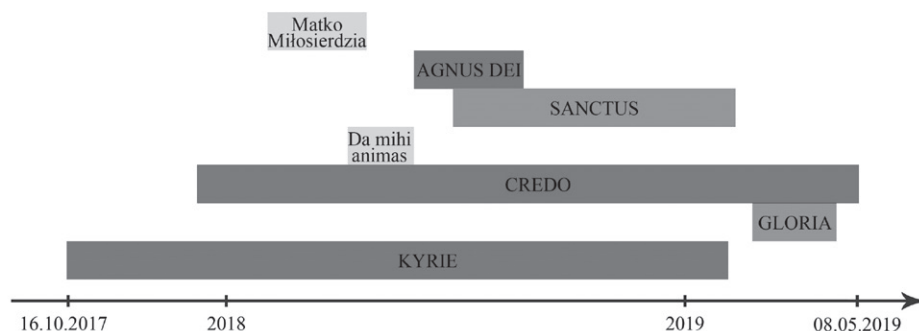 Matko
Miłosierdzia
AGNUS DEI
SANCTUS
Da mihi
animas
CREDO
GLORIA
KYRIE
16.10.2017
2018
2019
08.05.2019